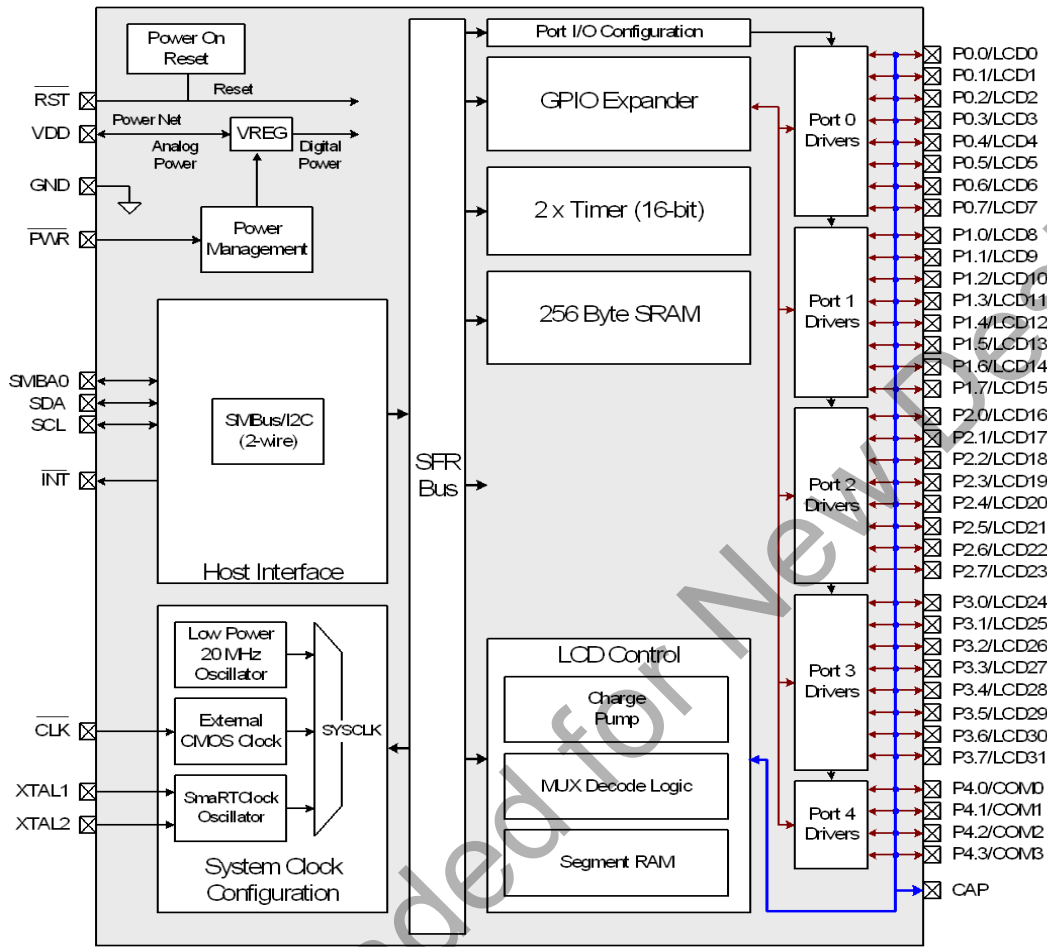 Power On
Reset
RST
Reset
VDD
Power Net
VREG
Analog
Power
Digital
Power
GND
PWR
Power
Management
SMBA0
SDA
SCL
INT
SMBus/I2C
(2-wire)
Host Interface
Low Power
20 MHz
Oscillator
CLK
External
CMOS Clock
SYSCLK
XTAL1
XTAL2
SmaRTClock
Oscillator
System Clock
Configuration
SFR
Bus
Port I/O Configuration
GPIO Expander
2 x Timer (16-bit)
256 Byte SRAM
LCD Control
Charge
Pump
MUX Decode Logic
Segment RAM
Port 0
Drivers
Port 1
Drivers
Port 2
Drivers
Port 3
Drivers
Port 4
Drivers
P0.0/LCD0
P0.1/LCD1
P0.2/LCD2
P0.3/LCD3
P0.4/LCD4
P0.5/LCD5
P0.6/LCD6
P0.7/LCD7
P1.0/LCD8
P1.1/LCD9
P1.2/LCD10
P1.3/LCD11
P1.4/LCD12
P1.5/LCD13
P1.6/LCD14
P1.7/LCD15
P2.0/LCD16
P2.1/LCD17
P2.2/LCD18
P2.3/LCD19
P2.4/LCD20
P2.5/LCD21
P2.6/LCD22
P2.7/LCD23
P3.0/LCD24
P3.1/LCD25
P3.2/LCD26
P3.3/LCD27
P3.4/LCD28
P3.5/LCD29
P3.6/LCD30
P3.7/LCD31
P4.0/COM0
P4.1/COM1
P4.2/COM2
P4.3/COM3
CAP
ded for New Des